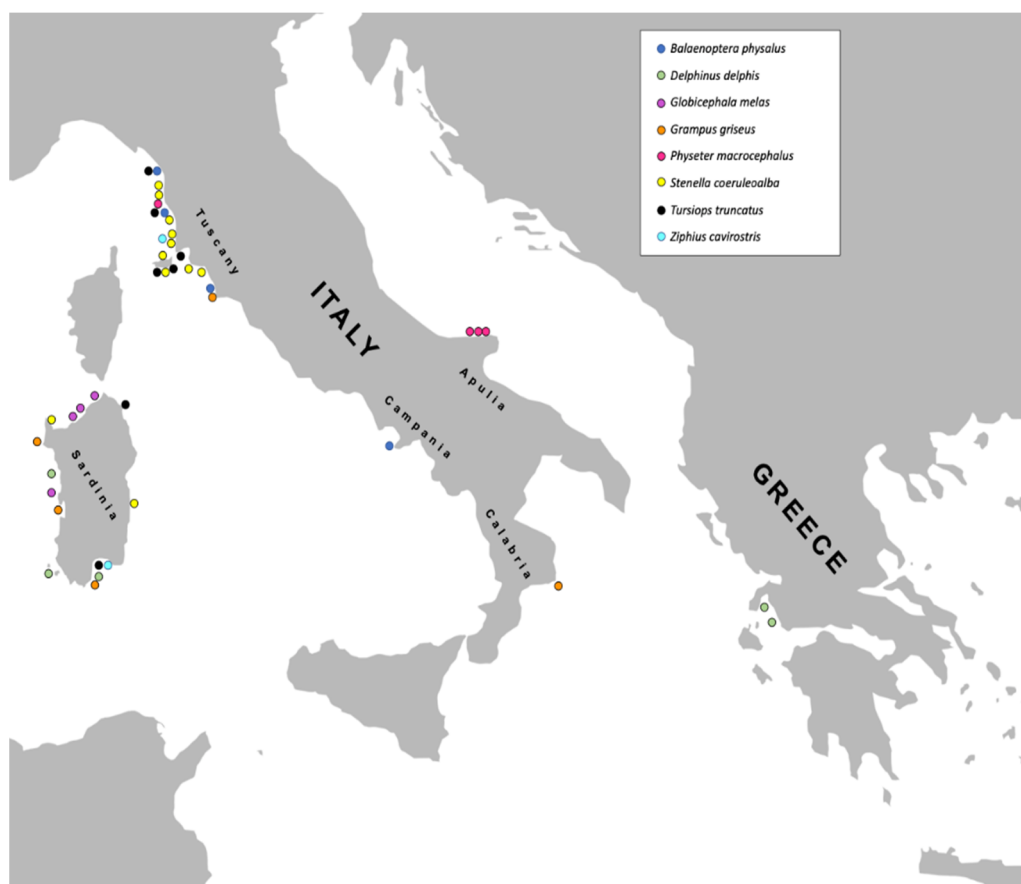 Balaenoptera physalus
Delphinus delphis
Globicephala melas
Grampus griseus
Physeter macrocephalus
Stenella coeruleoalba
Tursiops truncatus
Ziphius cavirostris
Tuscany
ITALY
Apulia
Campania
Sardinia
Calabria
GREECE